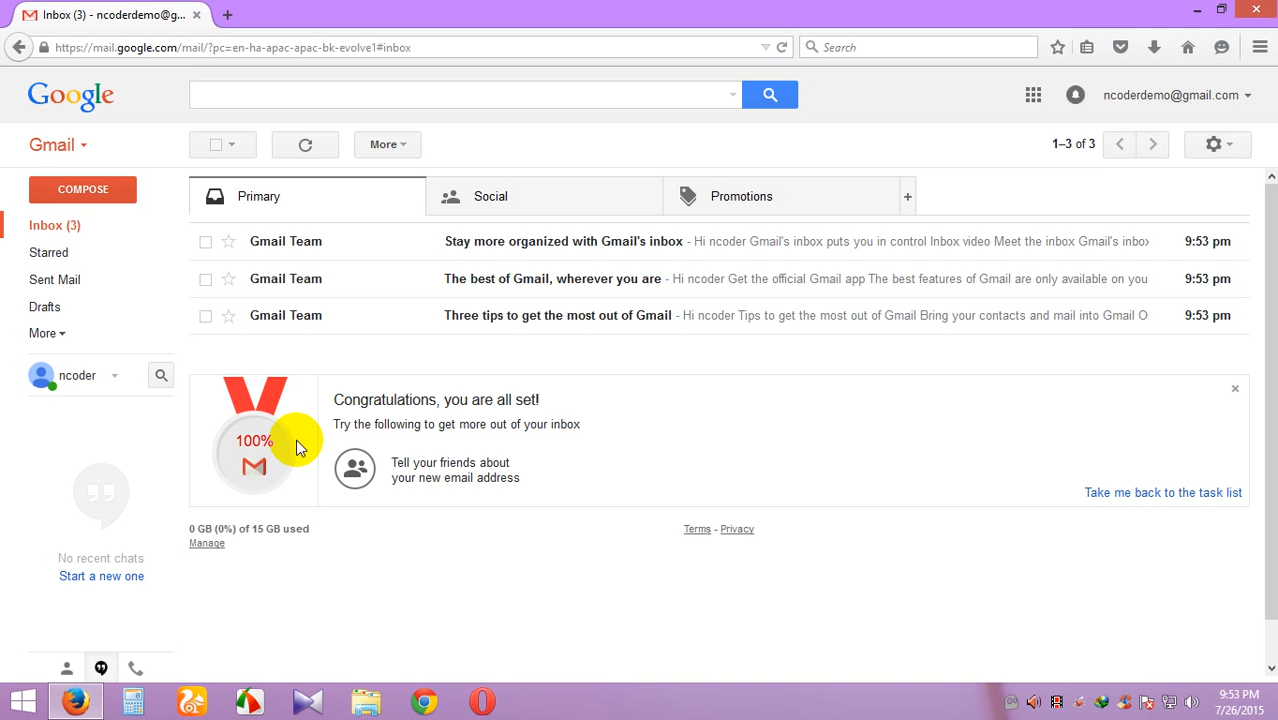 Inbox (3) - ncoderdemo@g...
https://mail.google.com/mail/?pc=en-ha-apac-apac-bk-evolve1#inbox
Search
Google
ncoderdemo@gmail.com
Gmail
More
1–3 of 3
COMPOSE
Inbox (3)
Starred
Sent Mail
Drafts
More
ncoder
No recent chats
Start a new one
Primary
Social
Promotions
+
Gmail Team Stay more organized with Gmail's inbox - Hi ncoder Gmail's inbox puts you in control Inbox video Meet the inbox Gmail's inbo 9:53 pm
Gmail Team The best of Gmail, wherever you are - Hi ncoder Get the official Gmail app The best features of Gmail are only available on you 9:53 pm
Gmail Team Three tips to get the most out of Gmail - Hi ncoder Tips to get the most out of Gmail Bring your contacts and mail into Gmail O 9:53 pm
100%
Congratulations, you are all set!
Try the following to get more out of your inbox
Tell your friends about
your new email address
Take me back to the task list
0 GB (0%) of 15 GB used
Manage
Terms - Privacy
9:53 PM
7/26/2015